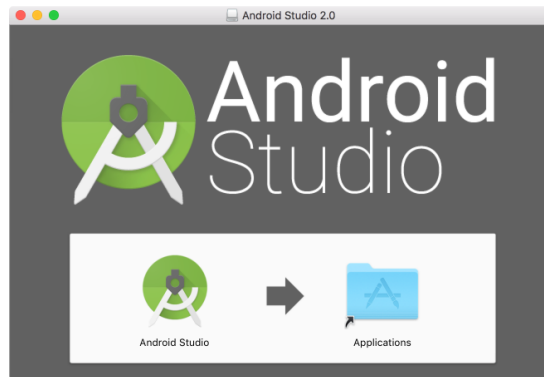 Android Studio 2.0
Android
Studio
Android Studio
Applications